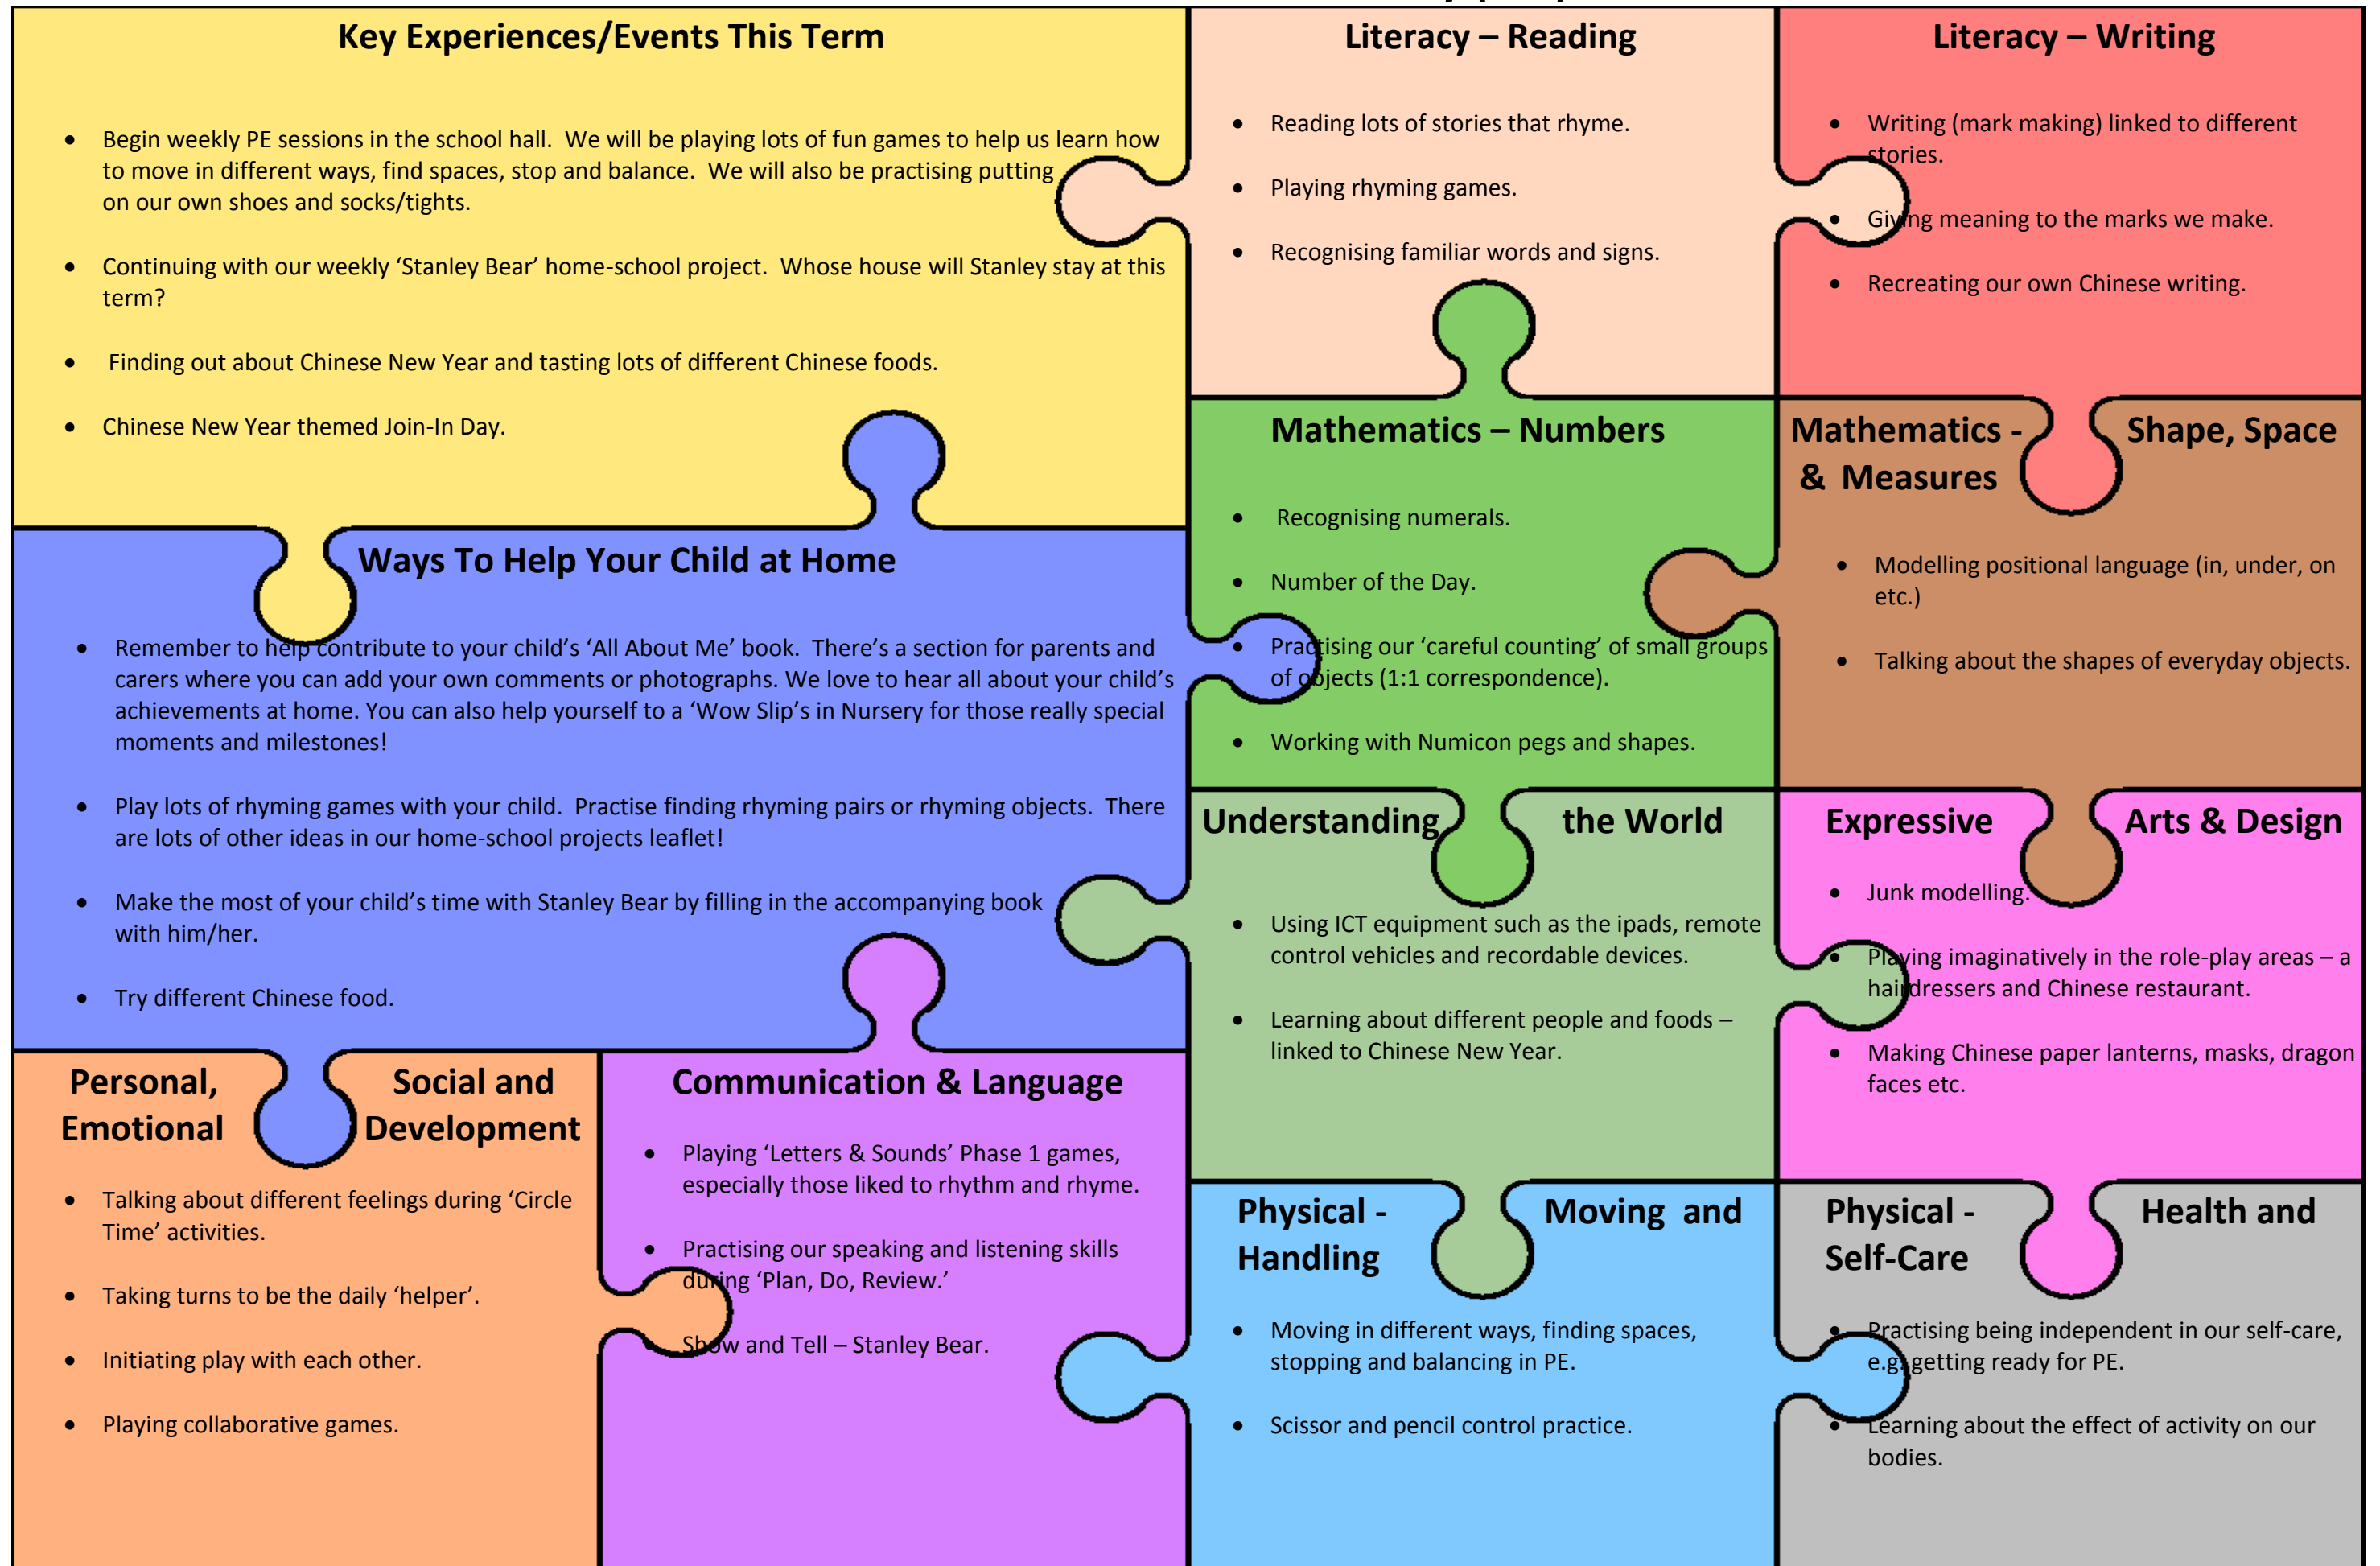 Key Experiences/Events This Term
• Begin weekly PE sessions in the school hall.  We will be playing lots of fun games to help us learn how
to move in different ways, find spaces, stop and balance.  We will also be practising putting
on our own shoes and socks/tights.
• Continuing with our weekly ‘Stanley Bear’ home-school project.  Whose house will Stanley stay at this
term?
• Finding out about Chinese New Year and tasting lots of different Chinese foods.
• Chinese New Year themed Join-In Day.
Literacy – Reading
• Reading lots of stories that rhyme.
• Playing rhyming games.
• Recognising familiar words and signs.
Literacy – Writing
• Writing (mark making) linked to different
stories.
• Giving meaning to the marks we make.
• Recreating our own Chinese writing.
Ways To Help Your Child at Home
• Remember to help contribute to your child’s ‘All About Me’ book.  There’s a section for parents and
carers where you can add your own comments or photographs. We love to hear all about your child’s
achievements at home. You can also help yourself to a ‘Wow Slip’s in Nursery for those really special
moments and milestones!
• Play lots of rhyming games with your child.  Practise finding rhyming pairs or rhyming objects.  There
are lots of other ideas in our home-school projects leaflet!
• Make the most of your child’s time with Stanley Bear by filling in the accompanying book
with him/her.
• Try different Chinese food.
Mathematics – Numbers
• Recognising numerals.
• Number of the Day.
• Practising our ‘careful counting’ of small groups
of objects (1:1 correspondence).
• Working with Numicon pegs and shapes.
Mathematics - Shape, Space
& Measures
• Modelling positional language (in, under, on
etc.)
• Talking about the shapes of everyday objects.
Understanding the World
• Using ICT equipment such as the ipads, remote
control vehicles and recordable devices.
• Learning about different people and foods –
linked to Chinese New Year.
Expressive Arts & Design
• Junk modelling.
• Playing imaginatively in the role-play areas – a
hairdressers and Chinese restaurant.
• Making Chinese paper lanterns, masks, dragon
faces etc.
Personal, Social and
Emotional Development
• Talking about different feelings during ‘Circle
Time’ activities.
• Taking turns to be the daily ‘helper’.
• Initiating play with each other.
• Playing collaborative games.
Communication & Language
• Playing ‘Letters & Sounds’ Phase 1 games,
especially those liked to rhythm and rhyme.
• Practising our speaking and listening skills
during ‘Plan, Do, Review.’
Show and Tell – Stanley Bear.
Physical - Moving  and
Handling
• Moving in different ways, finding spaces,
stopping and balancing in PE.
• Scissor and pencil control practice.
Physical - Health and
Self-Care
• Practising being independent in our self-care,
e.g. getting ready for PE.
• Learning about the effect of activity on our
bodies.